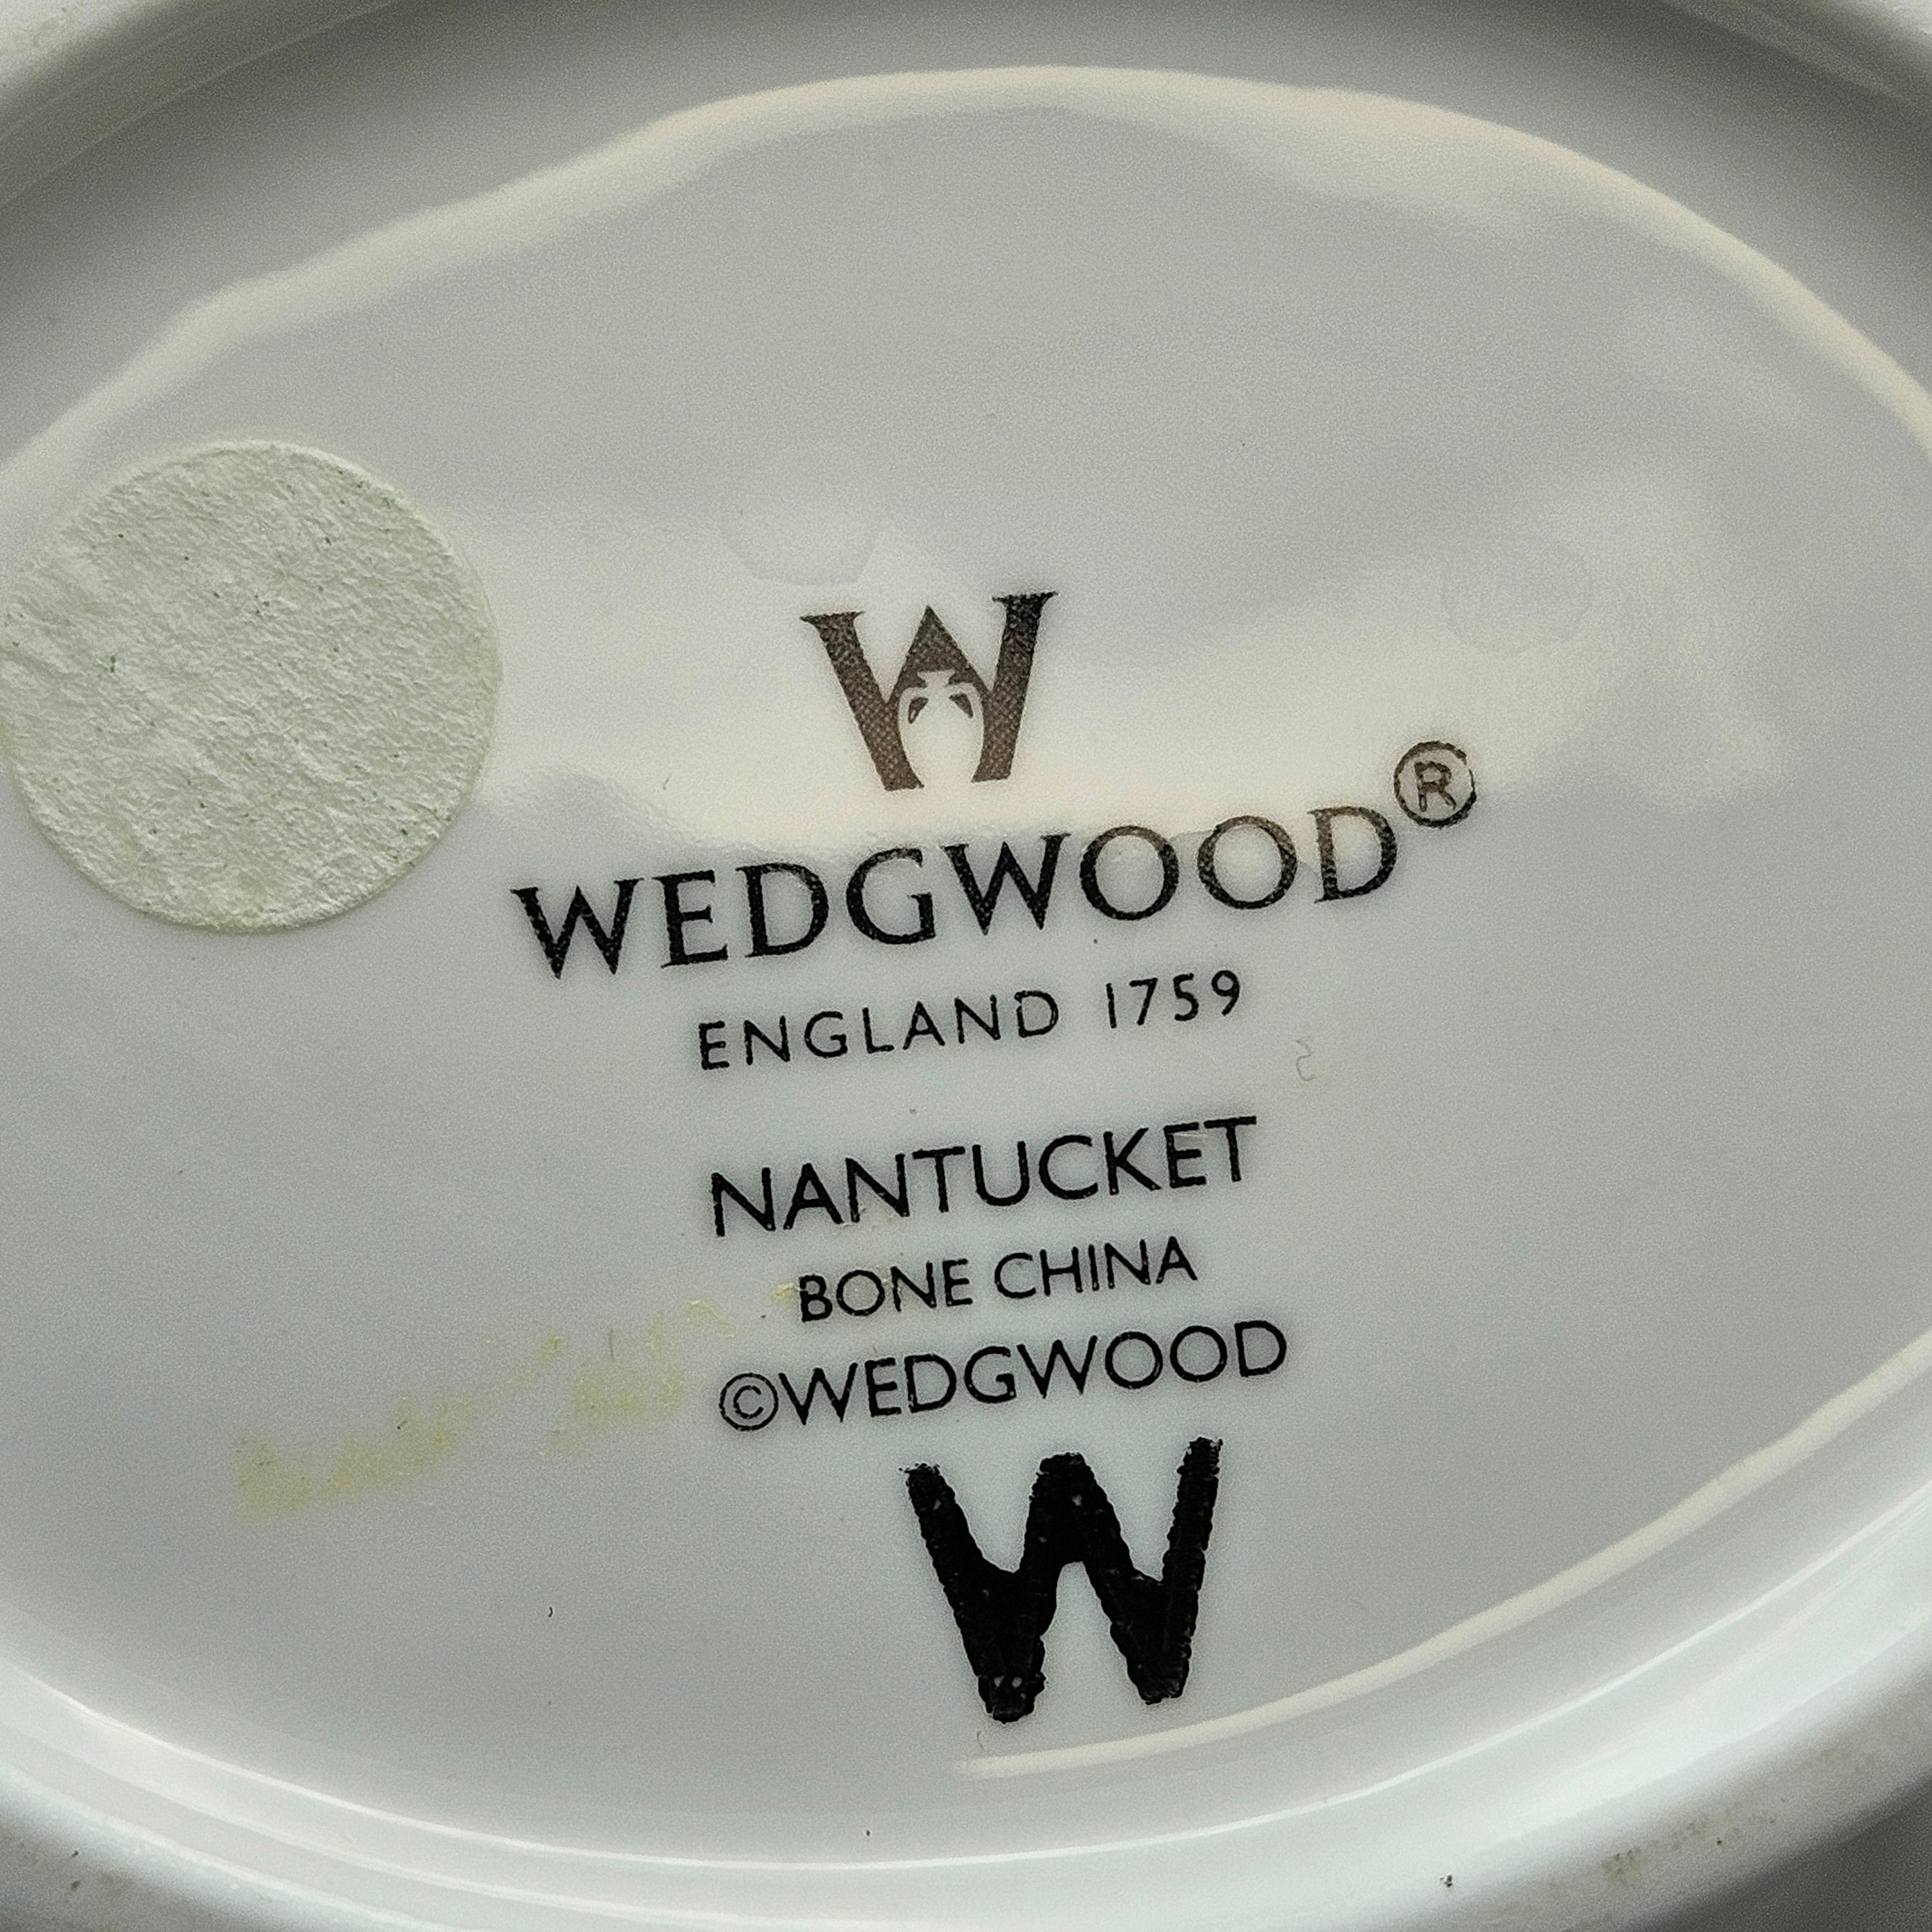 W
WEDGWOOD®
ENGLAND 1759
NANTUCKET
BONE CHINA
©WEDGWOOD
W